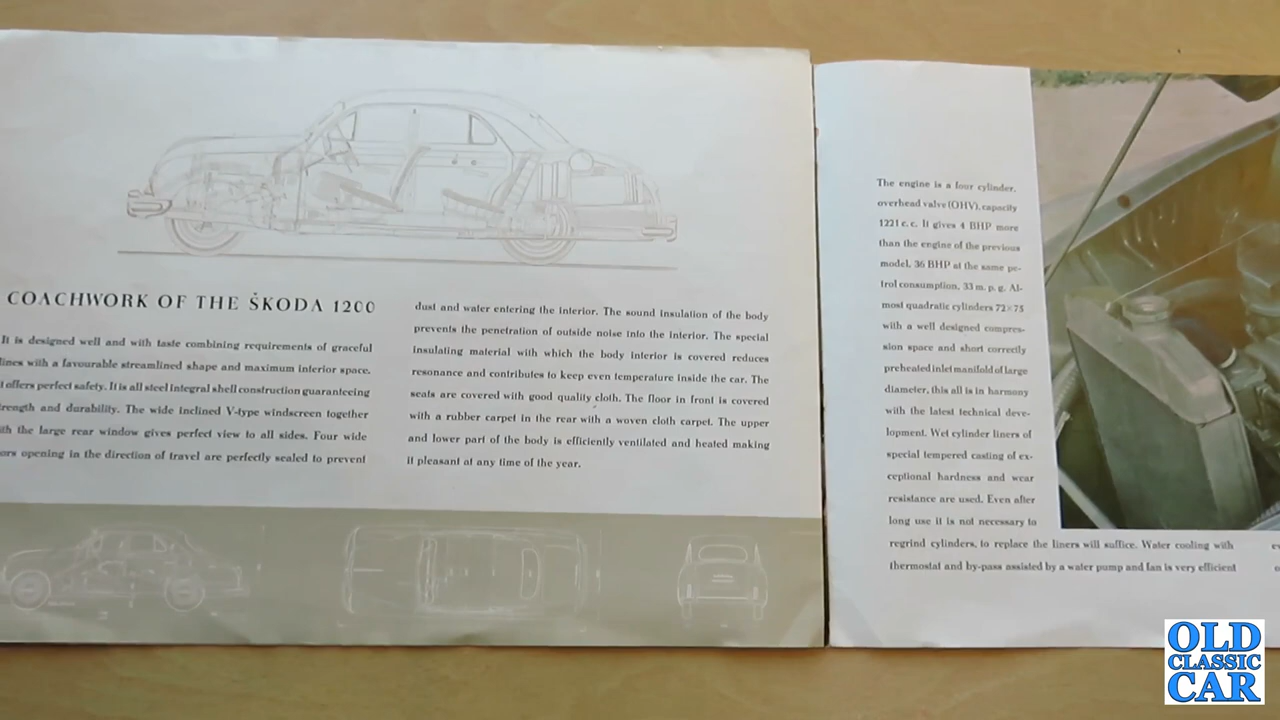 COACHWORK OF THE ŠKODA 1200
It is designed well and with taste combining requirements of graceful
lines with a favourable streamlined shape and maximum interior space.
It offers perfect safety. It is all steel integral shell construction guaranteeing
trength and durability. The wide inclined V-type windscreen together
ith the large rear window gives perfect view to all sides. Four wide
ors opening in the direction of travel are perfectly sealed to prevent
dust and water entering the interior. The sound insulation of the body
prevents the penetration of outside noise into the interior. The special
insulating material with which the body interior is covered reduces
resonance and contributes to keep even temperature inside the car. The
seats are covered with good quality cloth. The floor in front is covered
with a rubber carpet in the rear with a woven cloth carpet. The upper
and lower part of the body is efficiently ventilated and heated making
it pleasant at any time of the year.
The engine is a four cylinder,
overhead valve (OHV), capacity
1221 c. c. It gives 4 BHP more
than the engine of the previous
model, 36 BHP at the same pe-
trol consumption, 33 m. p. g. Al-
most quadratic cylinders 72×75
with a well designed compres-
sion space and short correctly
preheated inlet manifold of large
diameter, this all is in harmony
with the latest technical deve-
lopment. Wet cylinder liners of
special tempered casting of ex-
ceptional hardness and wear
resistance are used. Even after
long use it is not necessary to
regrind cylinders, to replace the liners will suffice. Water cooling with
thermostat and by-pass assisted by a water pump and fan is very efficient
OLD
CLASSIC
CAR